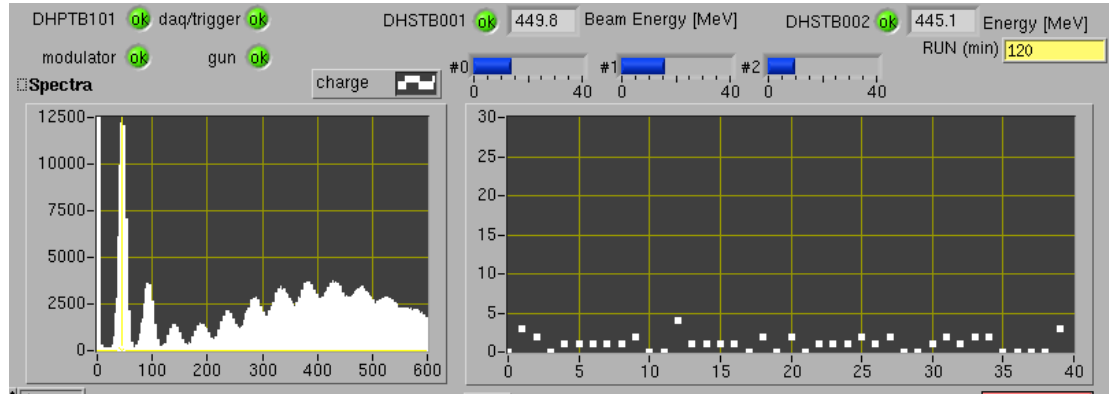 DHPTB101 ok daq/trigger ok DHSTB001 ok 449.8 Beam Energy [MeV] DHSTB002 ok 445.1 Energy [MeV]
modulator ok gun ok RUN (min) 120
#0 #1 #2
0 40 0 40 0 40
Spectra charge
12500
10000
7500
5000
2500
0
0 100 200 300 400 500 600
30
25
20
15
10
5
0
0 5 10 15 20 25 30 35 40